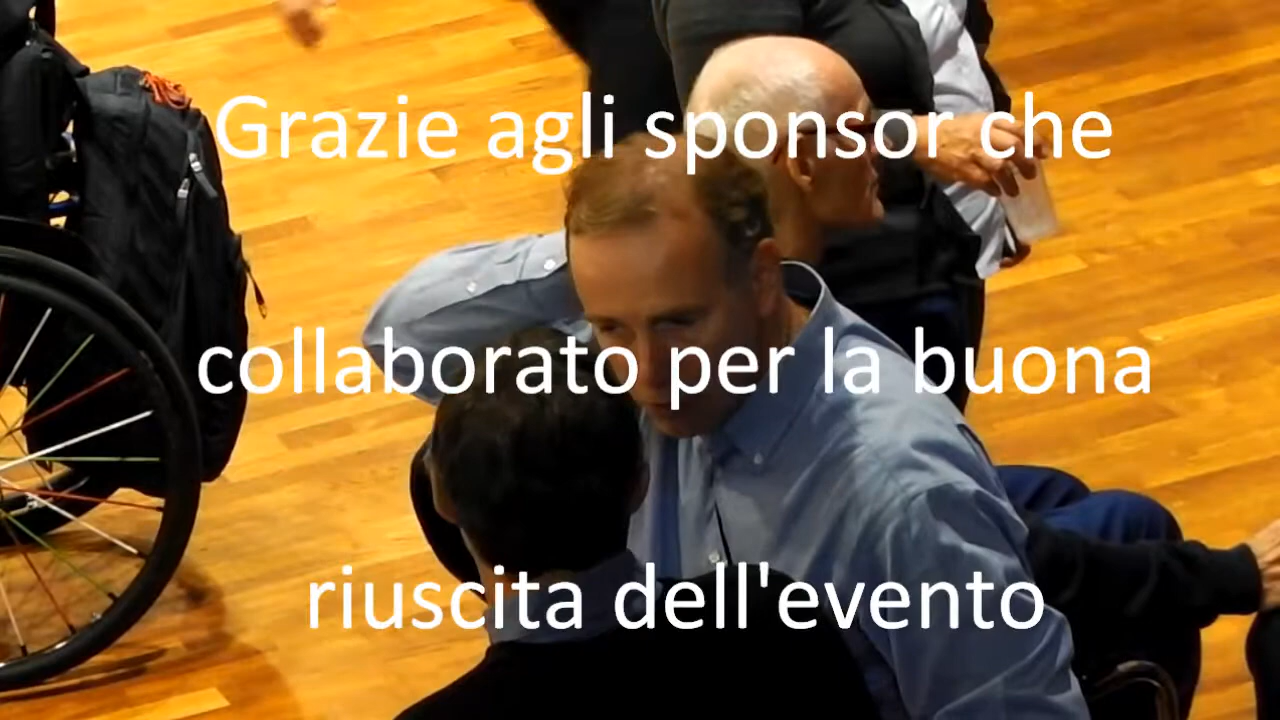 Grazie agli sponsor che
collaborato per la buona
riuscita dell'evento